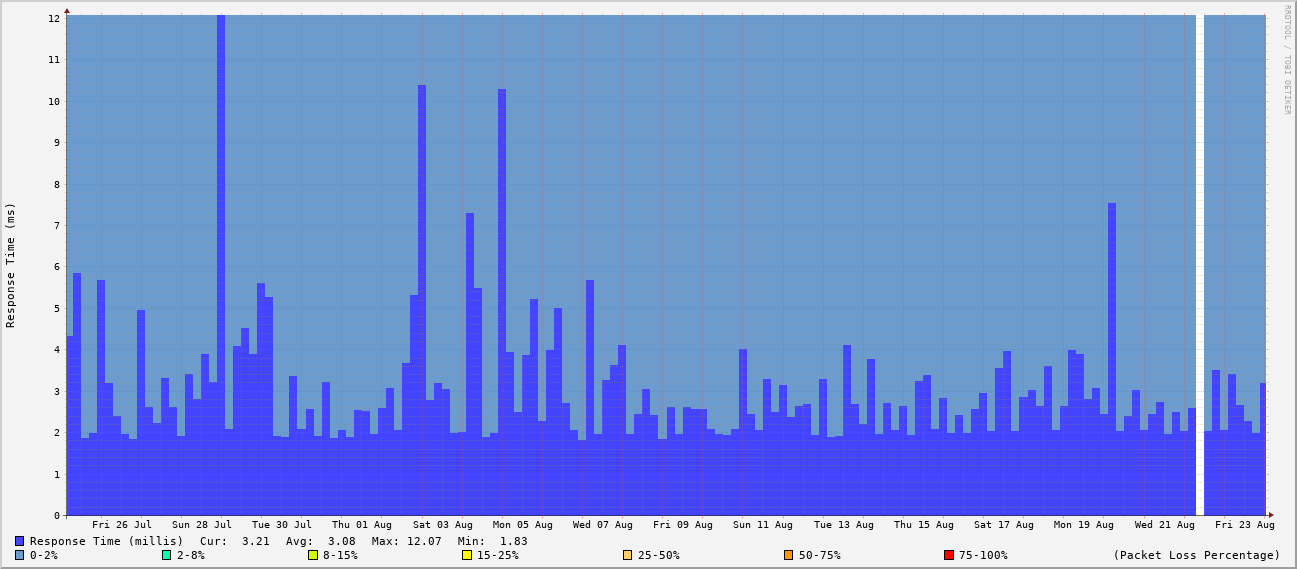 RRDTOOL / TOBI OETIKER
Response Time (ms)
12
11
10
9
8
7
6
5
4
3
2
1
0
Fri 26 Jul Sun 28 Jul Tue 30 Jul Thu 01 Aug Sat 03 Aug Mon 05 Aug Wed 07 Aug Fri 09 Aug Sun 11 Aug Tue 13 Aug Thu 15 Aug Sat 17 Aug Mon 19 Aug Wed 21 Aug Fri 23 Aug
Response Time (millis) Cur: 3.21 Avg: 3.08 Max: 12.07 Min: 1.83
0-2% 2-8% 8-15% 15-25% 25-50% 50-75% 75-100% (Packet Loss Percentage)